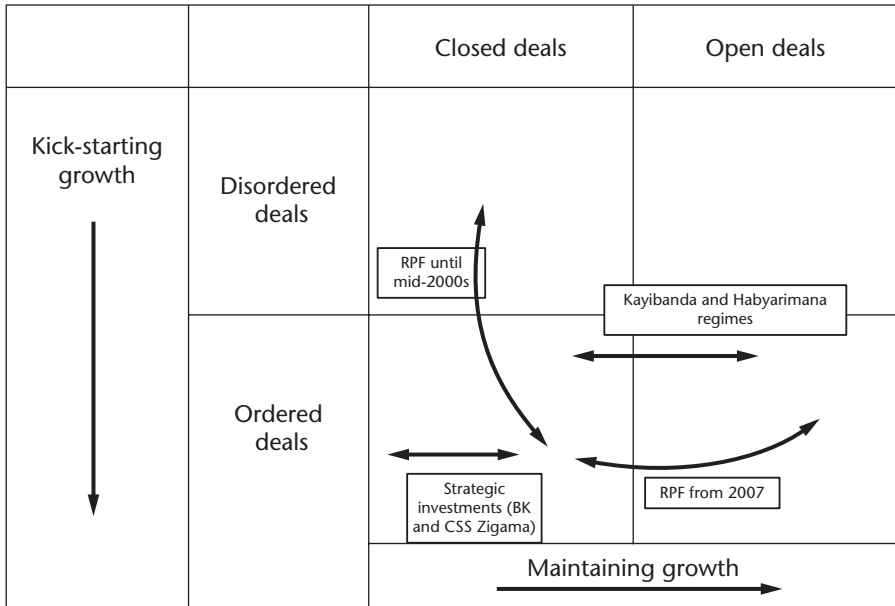 Closed deals
Open deals
Kick-starting
growth
Disordered
deals
RPF until
mid-2000s
Kayibanda and Habyarimana
regimes
Ordered
deals
Strategic
investments (BK
and CSS Zigama)
RPF from 2007
Maintaining growth